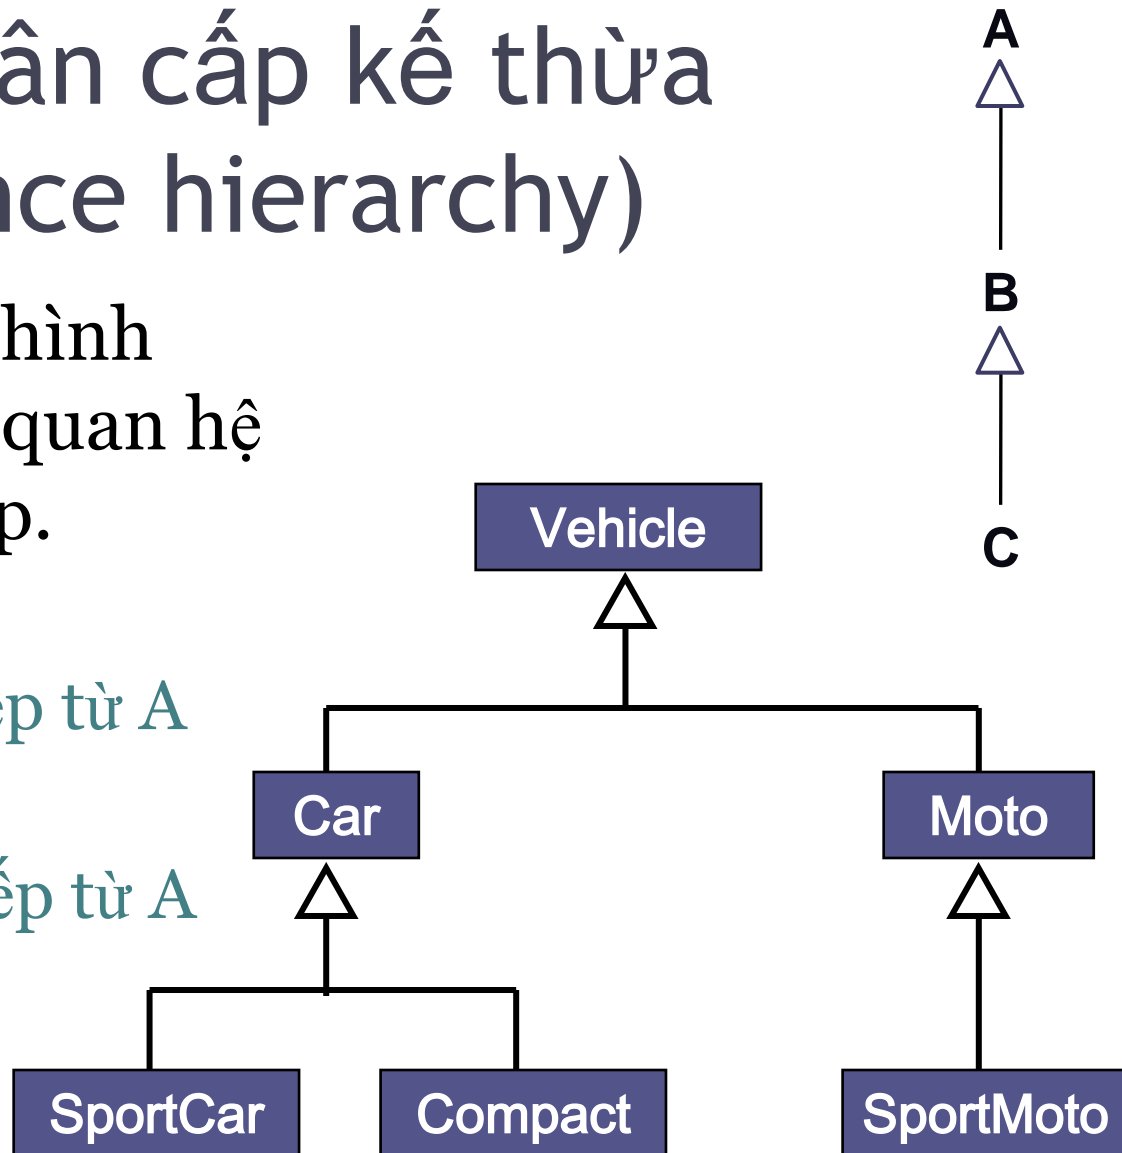 ân cấp kế thừa
nce hierarchy)
hình
quan hệ
p.
ếp từ A
ếp từ A
A
B
C
Vehicle
Car
Moto
SportCar
Compact
SportMoto